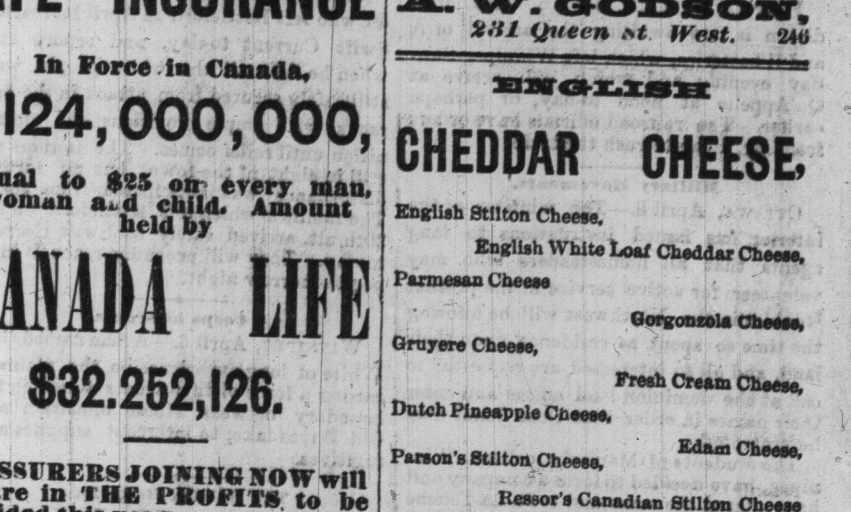 INSURANCE
In Force in Canada,
124,000,000,
ual to $25 on every man,
oman and child. Amount
held by
ANADA LIFE
$32.252,126.
SSURERS JOINING NOW will
re in THE PROFITS to be
A. W. GODSON,
231 Queen st. West. 246
ENGLISH
CHEDDAR CHEESE,
English Stilton Cheese,
English White Loaf Cheddar Cheese,
Parmesan Cheese
Gorgonzola Cheese,
Gruyere Cheese,
Fresh Cream Cheese,
Dutch Pineapple Cheese,
Edam Cheese,
Parson's Stilton Cheese,
Ressor's Canadian Stilton Cheese